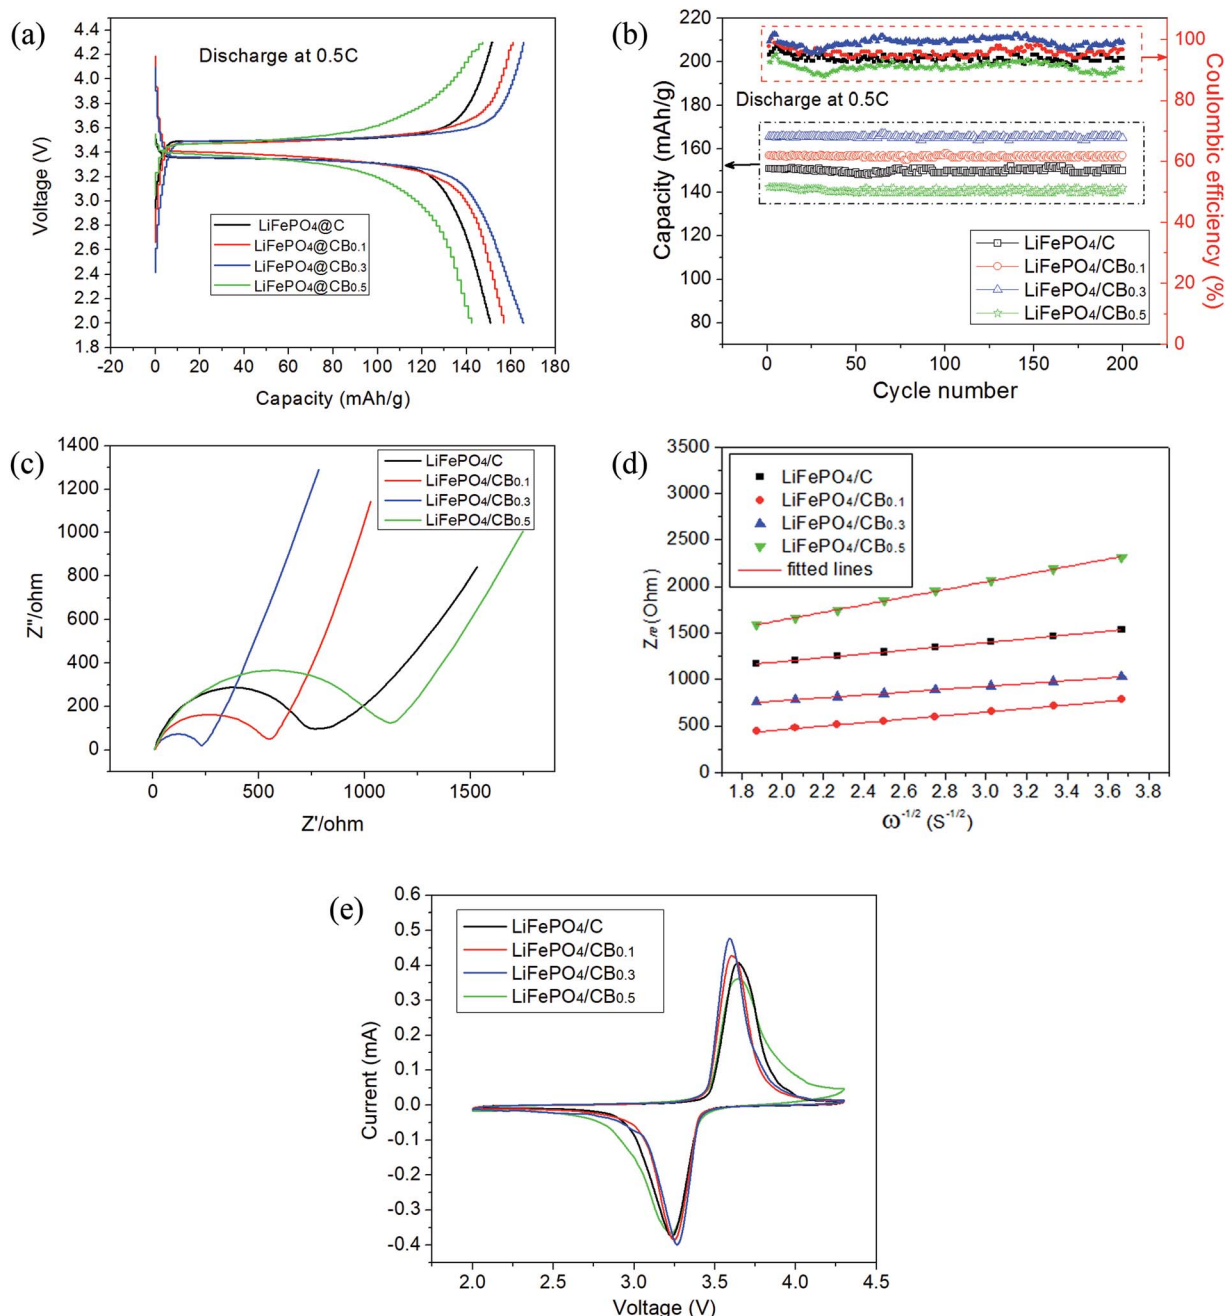 (a)
4.4
4.2
4.0
3.8
3.6
3.4
3.2
3.0
2.8
2.6
2.4
2.2
2.0
1.8
Voltage (V)
Discharge at 0.5C
LiFePO4@C
LiFePO4@CB0.1
LiFePO4@CB0.3
LiFePO4@CB0.5
-20 0 20 40 60 80 100 120 140 160 180
Capacity (mAh/g)
(b)
220
200
180
160
140
120
100
80
Capacity (mAh/g)
Discharge at 0.5C
LiFePO4/C
LiFePO4/CB0.1
LiFePO4/CB0.3
LiFePO4/CB0.5
100
80
60
40
20
0
Coulombic efficiency (%)
0 50 100 150 200
Cycle number
(c)
1400
1200
1000
800
600
400
200
0
Z''/ohm
LiFePO4/C
LiFePO4/CB0.1
LiFePO4/CB0.3
LiFePO4/CB0.5
0 500 1000 1500
Z'/ohm
(d)
3500
3000
2500
2000
1500
1000
500
0
Zre (Ohm)
LiFePO4/C
LiFePO4/CB0.1
LiFePO4/CB0.3
LiFePO4/CB0.5
fitted lines
1.8 2.0 2.2 2.4 2.6 2.8 3.0 3.2 3.4 3.6 3.8
ω-1/2 (S-1/2)
(e)
0.6
0.5
0.4
0.3
0.2
0.1
0.0
-0.1
-0.2
-0.3
-0.4
Current (mA)
LiFePO4/C
LiFePO4/CB0.1
LiFePO4/CB0.3
LiFePO4/CB0.5
2.0 2.5 3.0 3.5 4.0 4.5
Voltage (V)